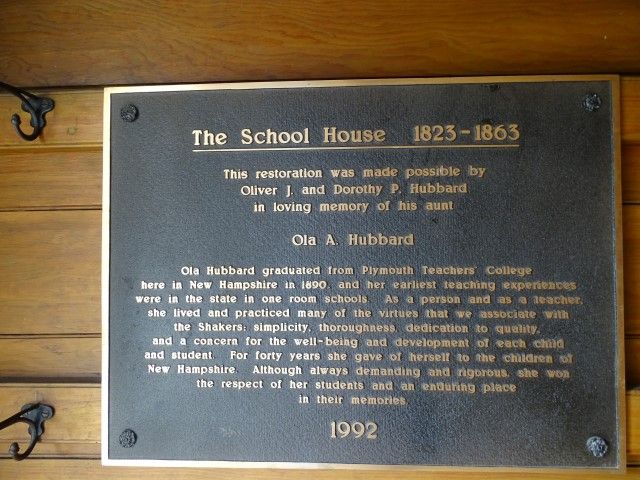 The School House 1823-1863
This restoration was made possible by
Oliver J. and Dorothy P. Hubbard
in loving memory of his aunt
Ola A. Hubbard
Ola Hubbard graduated from Plymouth Teachers' College
here in New Hampshire in 1890, and her earliest teaching experiences
were in the state in one room schools. As a person and as a teacher,
she lived and practiced many of the virtues that we associate with
the Shakers: simplicity, thoroughness, dedication to quality,
and a concern for the well-being and development of each child
and student. For forty years she gave of herself to the children of
New Hampshire. Although always demanding and rigorous, she won
the respect of her students and an enduring place
in their memories.
1992